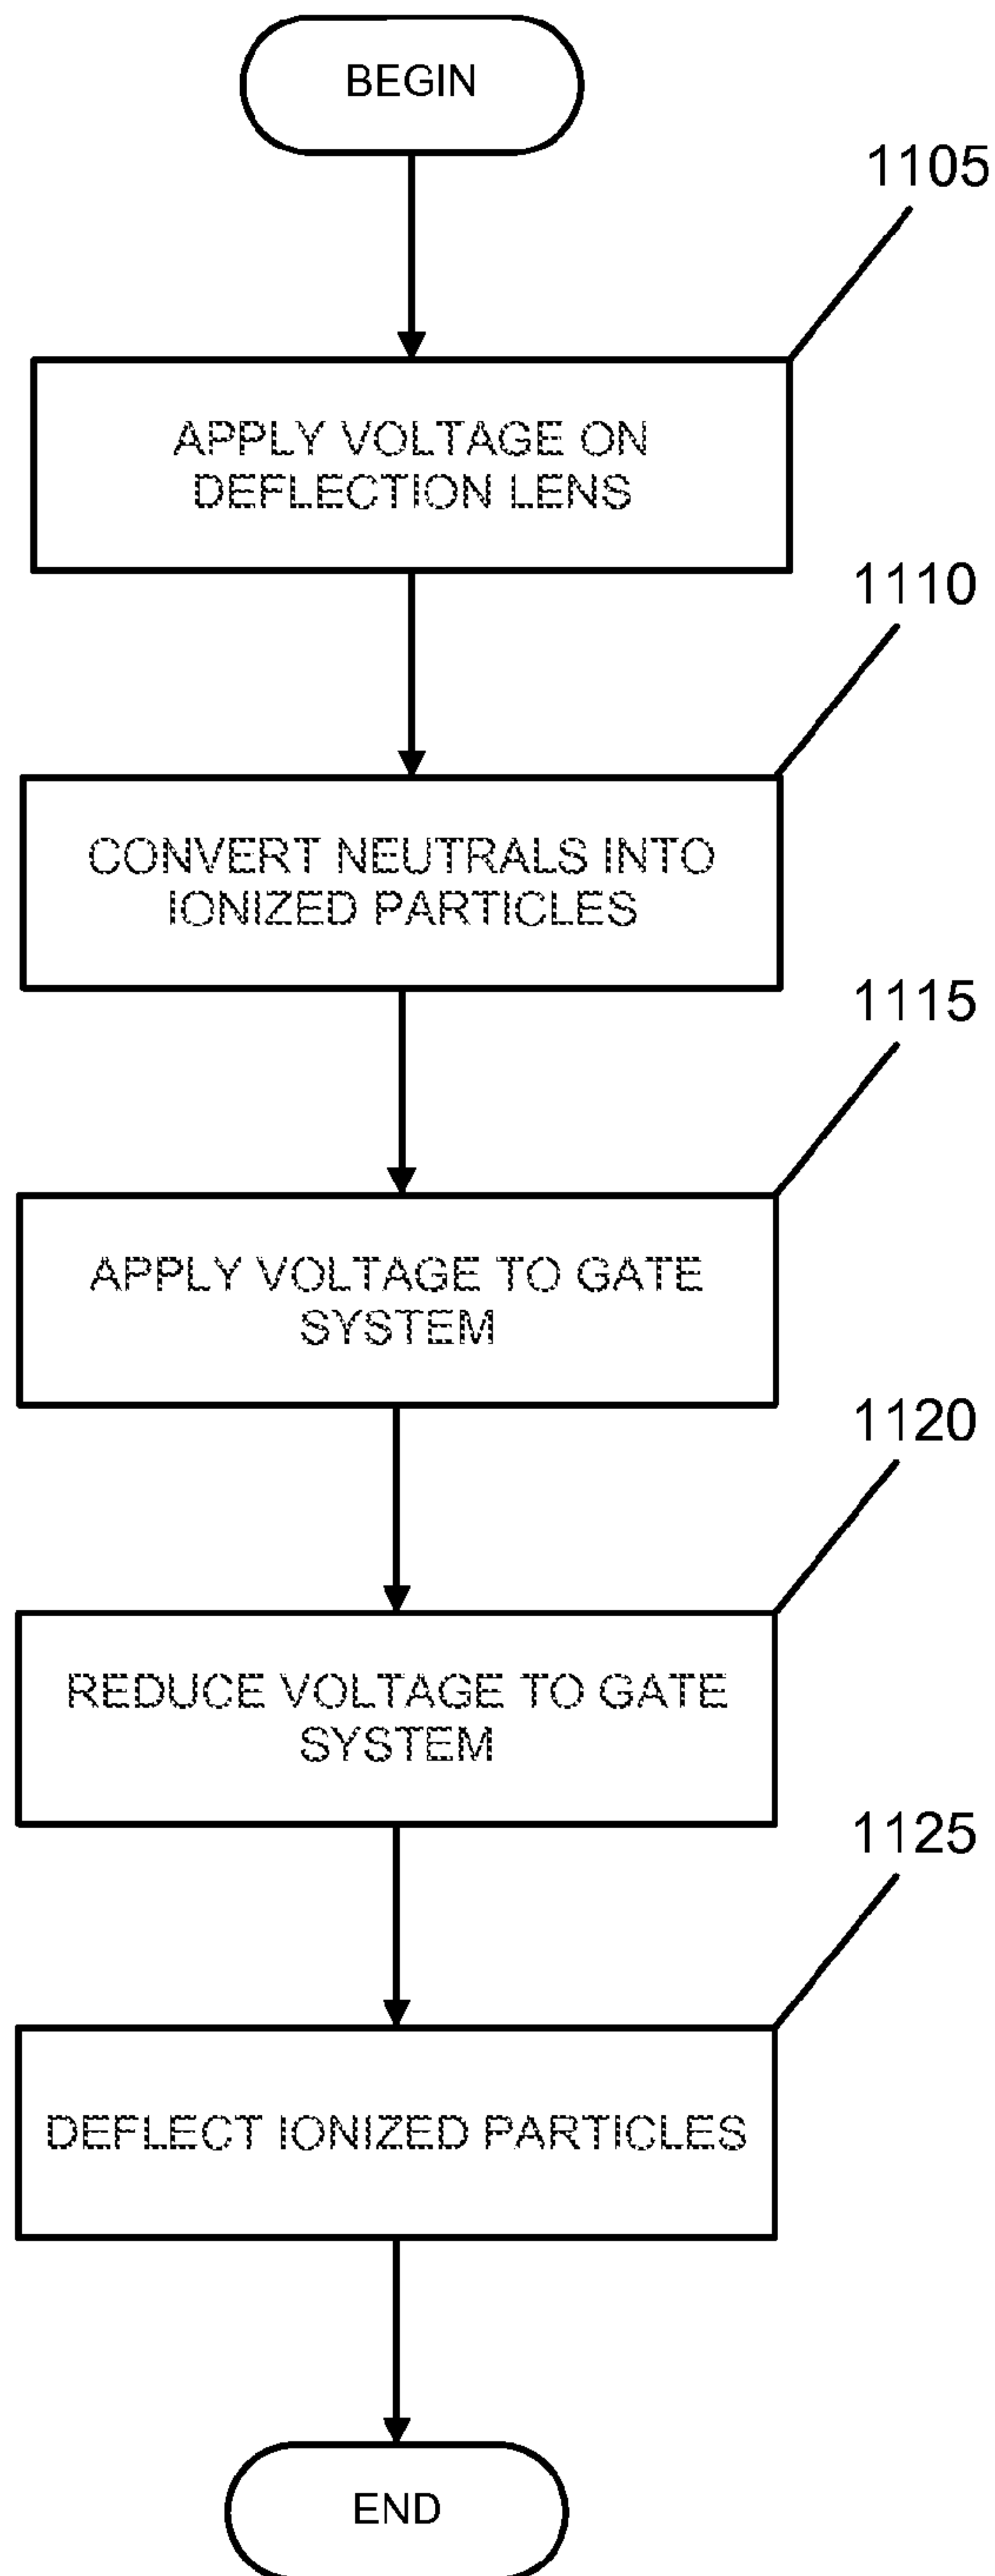 BEGIN
1105
APPLY VOLTAGE ON
DEFLECTION LENS
1110
CONVERT NEUTRALS INTO
IONIZED PARTICLES
1115
APPLY VOLTAGE TO GATE
SYSTEM
1120
REDUCE VOLTAGE TO GATE
SYSTEM
1125
DEFLECT IONIZED PARTICLES
END